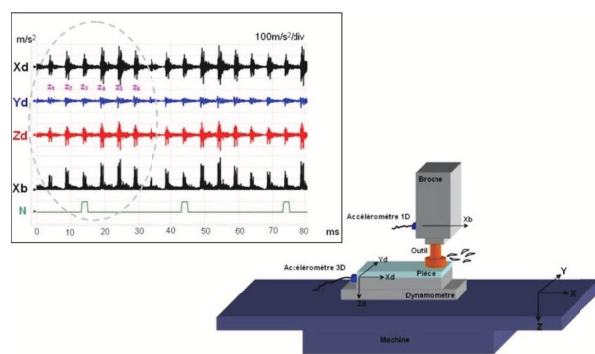 m/s²
100m/s²/div
Xd
z₁ z₂ z₃ z₄ z₅ z₆
Yd
Zd
Xb
N
0 10 20 30 40 50 60 70 80
ms
Broche
Accéléromètre 1D
Xb
Outil
Yd
Accéléromètre 3D
Xd
Pièce
Zd
Dynamomètre
Y
X
Z
Machine